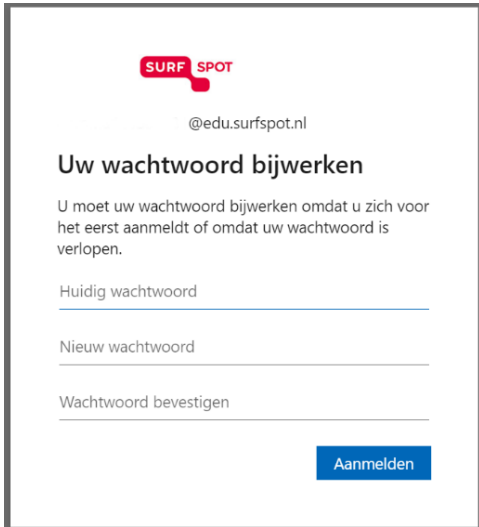 SURF SPOT
@edu.surfspot.nl
Uw wachtwoord bijwerken
U moet uw wachtwoord bijwerken omdat u zich voor
het eerst aanmeldt of omdat uw wachtwoord is
verlopen.
Huidig wachtwoord
Nieuw wachtwoord
Wachtwoord bevestigen
Aanmelden